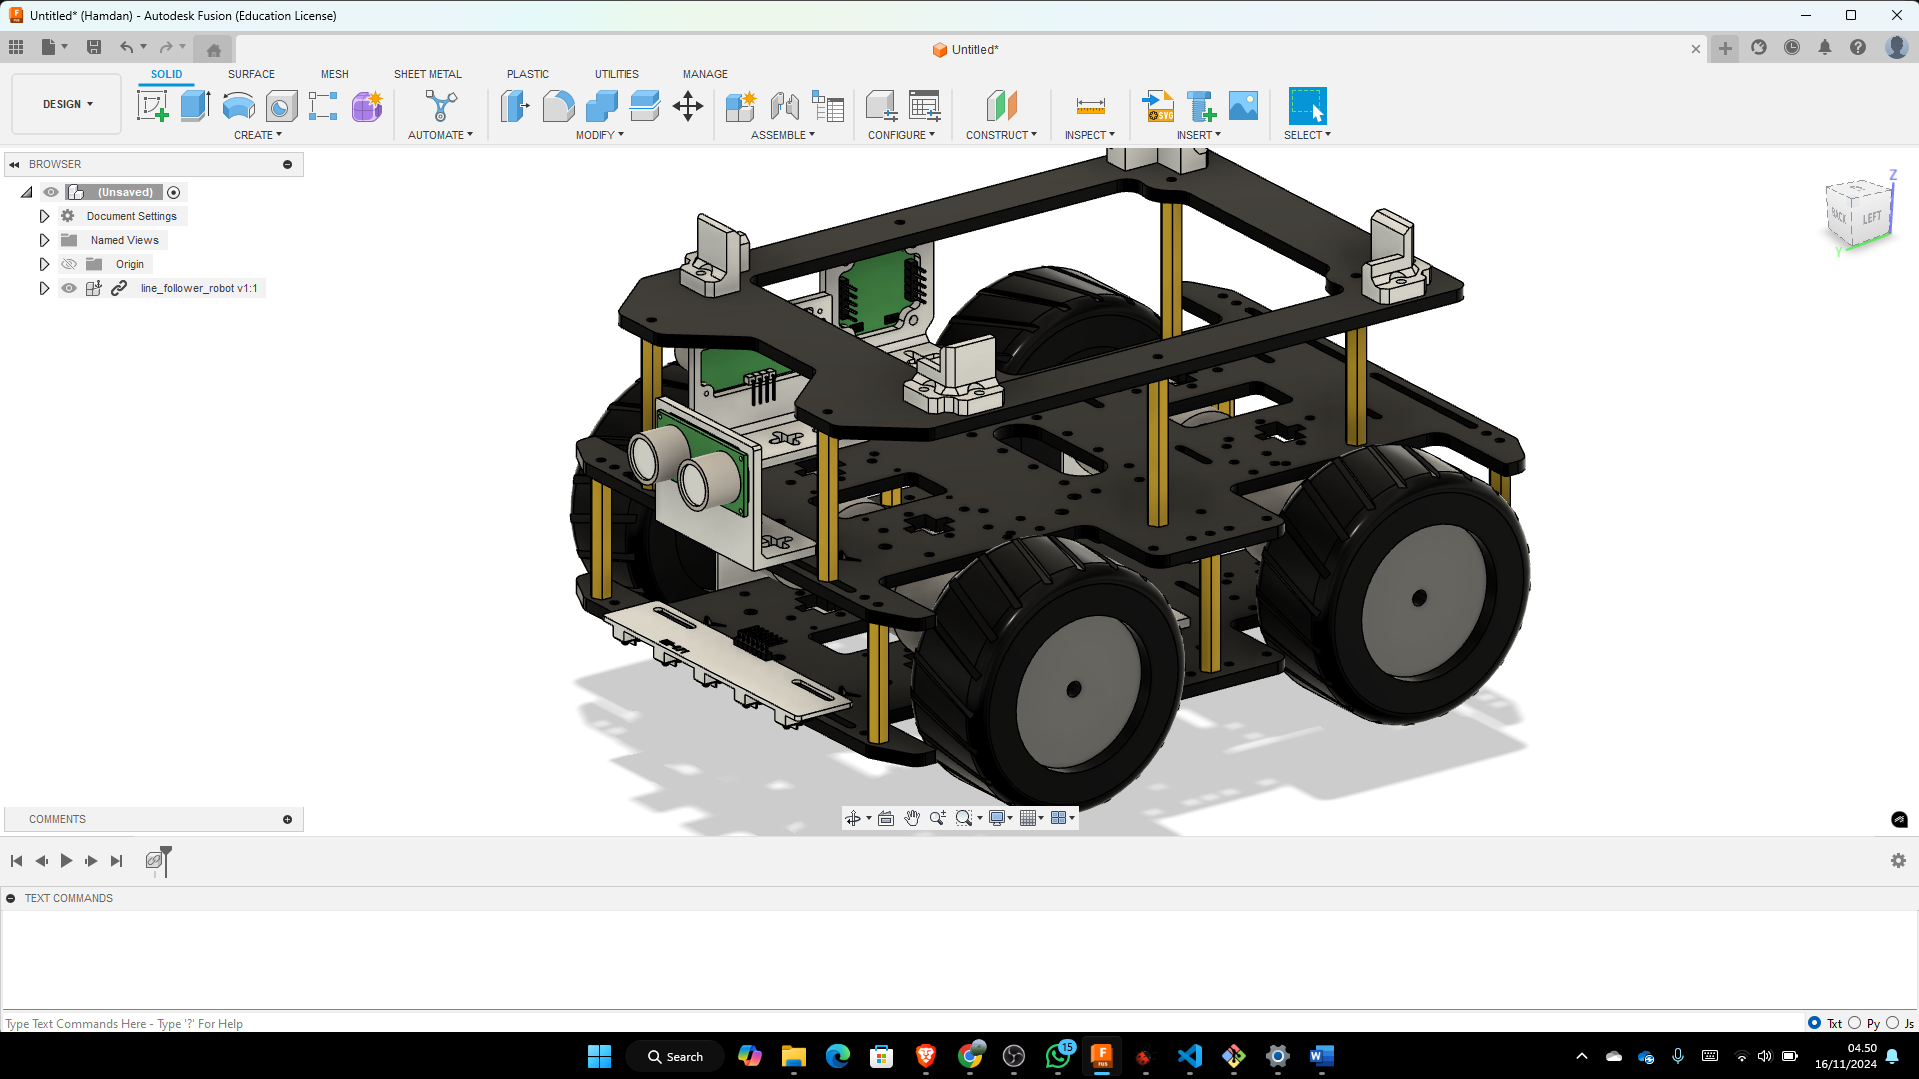 Untitled* (Hamdan) - Autodesk Fusion (Education License)
Untitled*
DESIGN
SOLID SURFACE MESH SHEET METAL PLASTIC UTILITIES MANAGE
CREATE AUTOMATE MODIFY ASSEMBLE CONFIGURE CONSTRUCT INSPECT INSERT SELECT
SVG
BROWSER
(Unsaved)
Document Settings
Named Views
Origin
line_follower_robot v1:1
Z
BACK LEFT
Y
COMMENTS
TEXT COMMANDS
Type Text Commands Here - Type '?' For Help
Txt Py Js
Search
15
F
FUS
W
04.50
16/11/2024